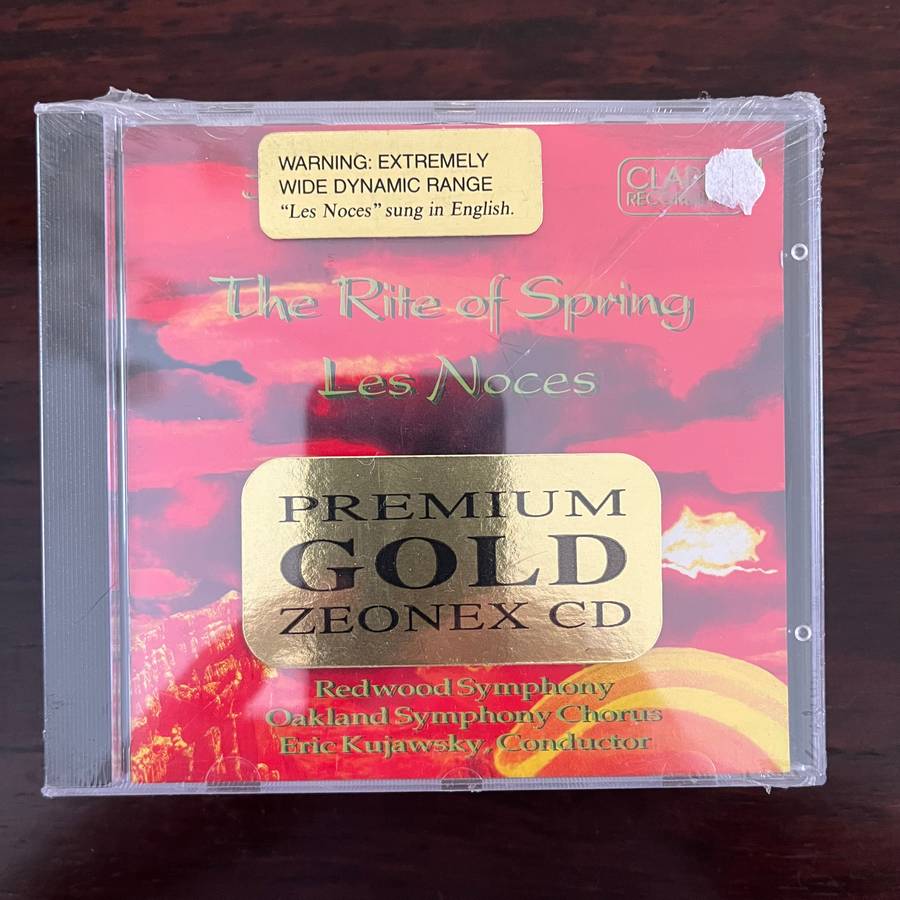 WARNING: EXTREMELY
WIDE DYNAMIC RANGE
"Les Noces" sung in English.
The Rite of Spring
Les Noces
PREMIUM
GOLD
ZEONEX CD
Redwood Symphony
Oakland Symphony Chorus
Eric Kujawsky, Conductor